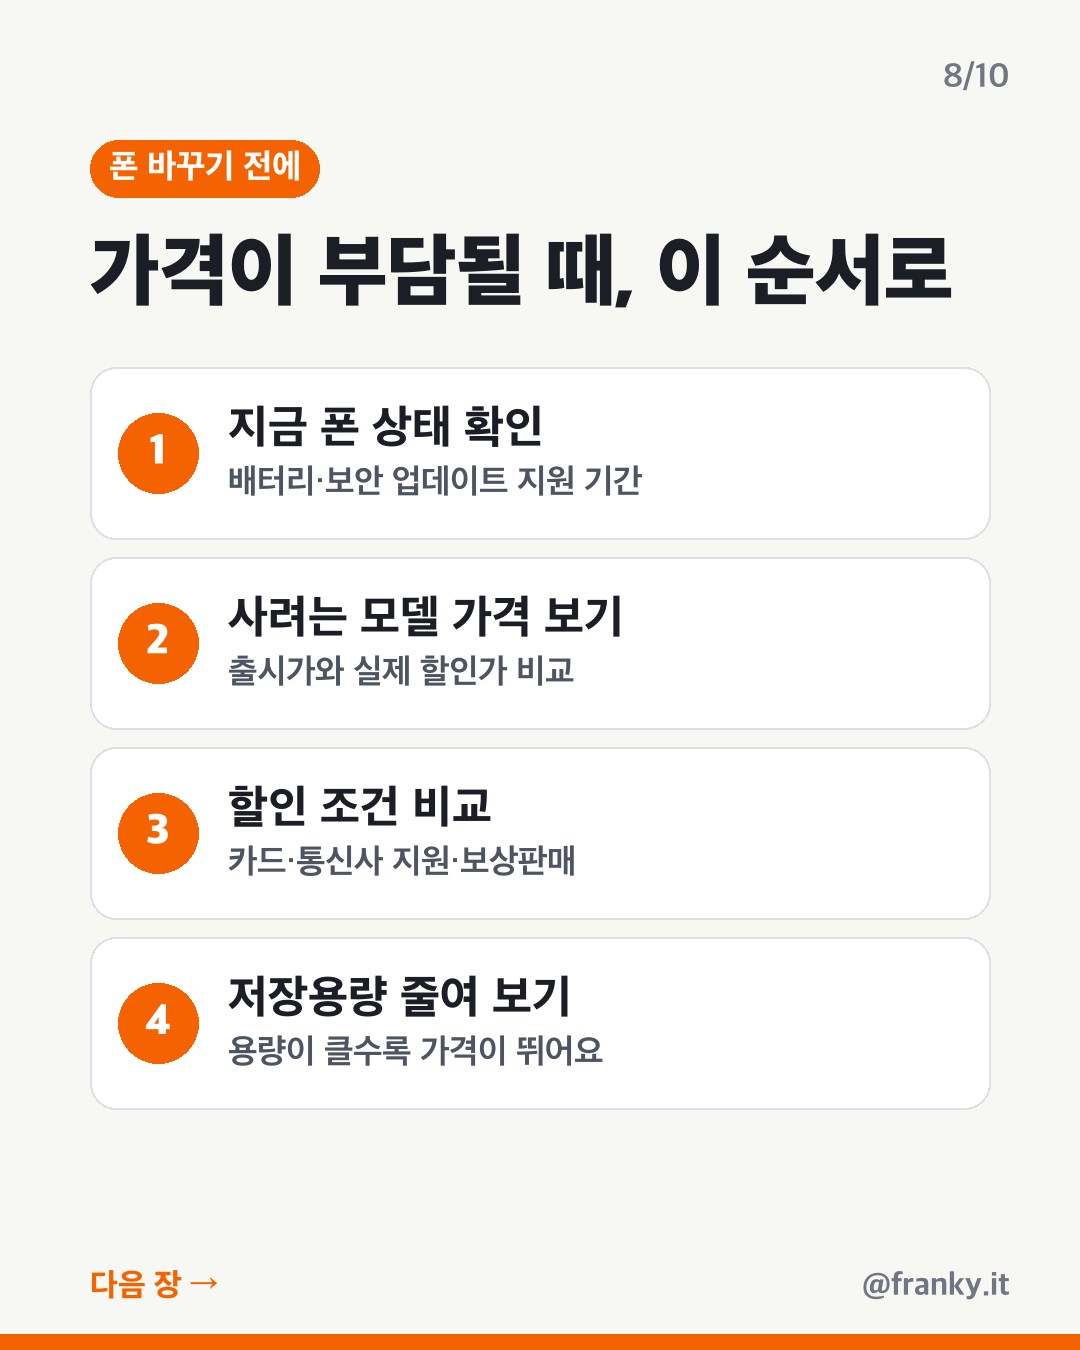 8/10
폰 바꾸기 전에
가격이 부담될 때, 이 순서로
1
지금 폰 상태 확인
배터리·보안 업데이트 지원 기간
2
사려는 모델 가격 보기
출시가와 실제 할인가 비교
3
할인 조건 비교
카드·통신사 지원·보상판매
4
저장용량 줄여 보기
용량이 클수록 가격이 뛰어요
다음 장 →
@franky.it